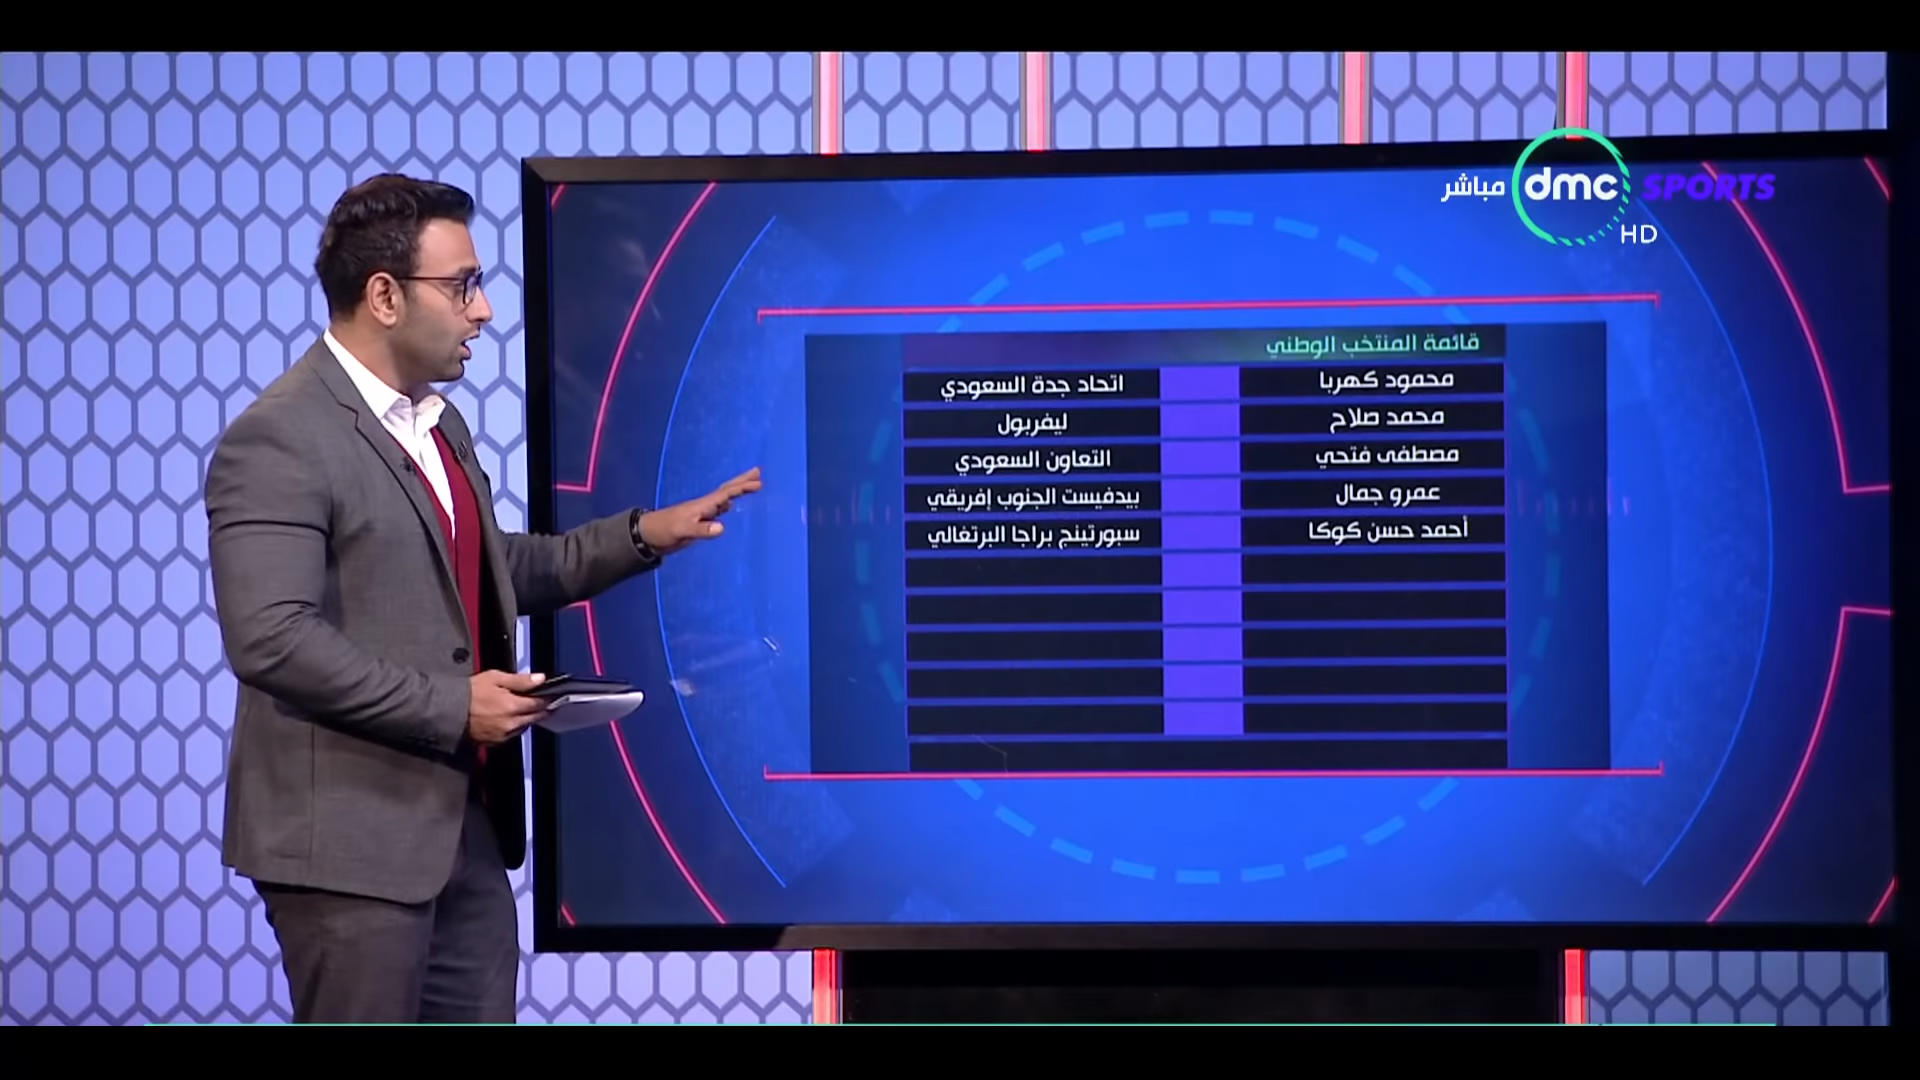 مباشر dmc SPORTS
HD
قائمة المنتخب الوطني
محمود كهربا اتحاد جدة السعودي
محمد صلاح ليفربول
مصطفى فتحي التعاون السعودي
عمرو جمال بيدفيست الجنوب إفريقي
أحمد حسن كوكا سبورتينج براجا البرتغالي